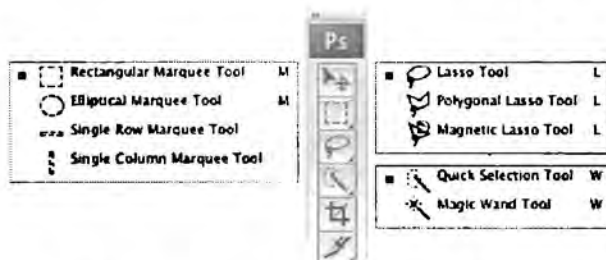 Ps
Rectangular Marquee Tool M
Elliptical Marquee Tool M
Single Row Marquee Tool
Single Column Marquee Tool
Lasso Tool L
Polygonal Lasso Tool L
Magnetic Lasso Tool L
Quick Selection Tool W
Magic Wand Tool W